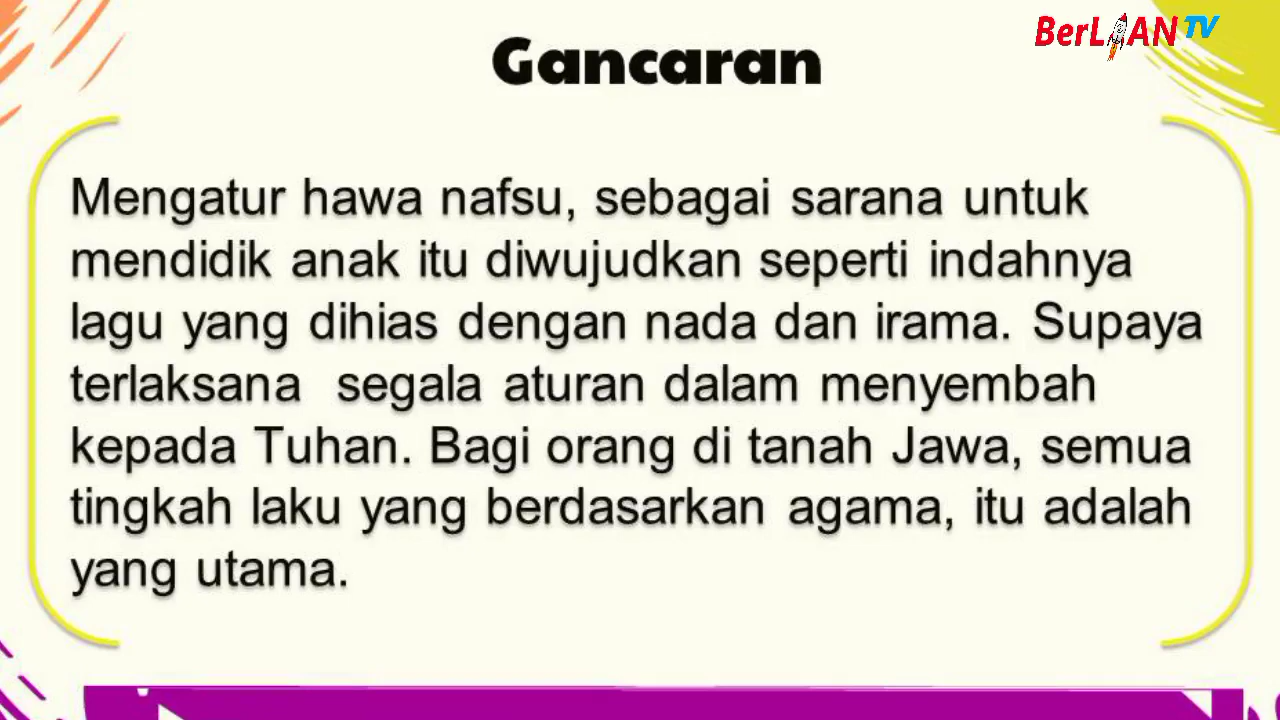 BerLIAN TV
Gancaran
Mengatur hawa nafsu, sebagai sarana untuk
mendidik anak itu diwujudkan seperti indahnya
lagu yang dihias dengan nada dan irama. Supaya
terlaksana segala aturan dalam menyembah
kepada Tuhan. Bagi orang di tanah Jawa, semua
tingkah laku yang berdasarkan agama, itu adalah
yang utama.